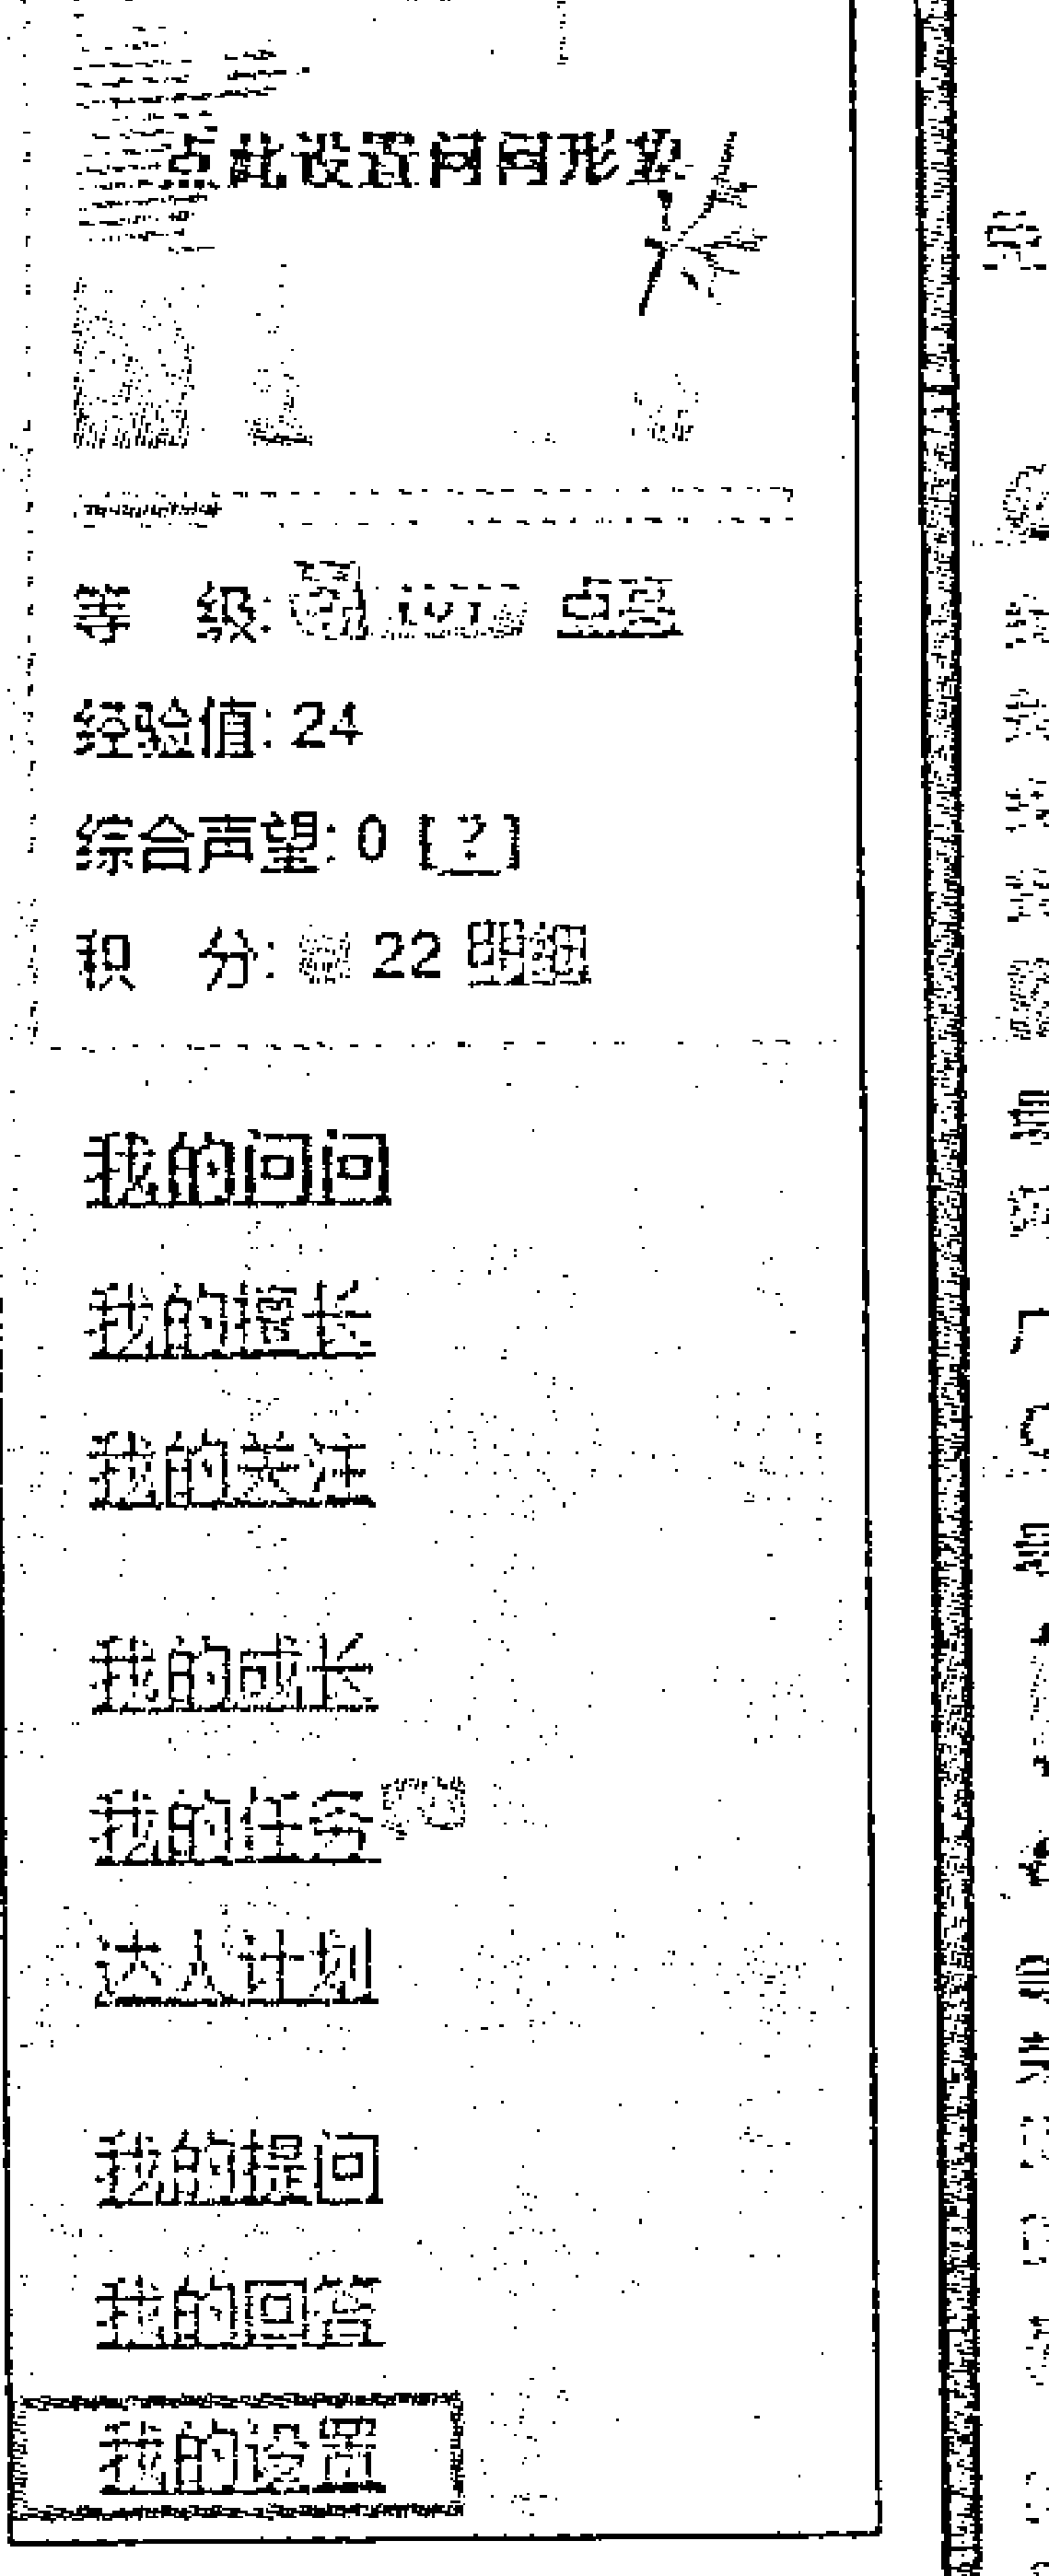 点此设置问问形象
等 级: 点亮
经验值: 24
综合声望: 0 [?]
积 分: 22 明细
我的问问
我的擅长
我的关注
我的成长
我的任务
达人计划
我的提问
我的回答
我的设置